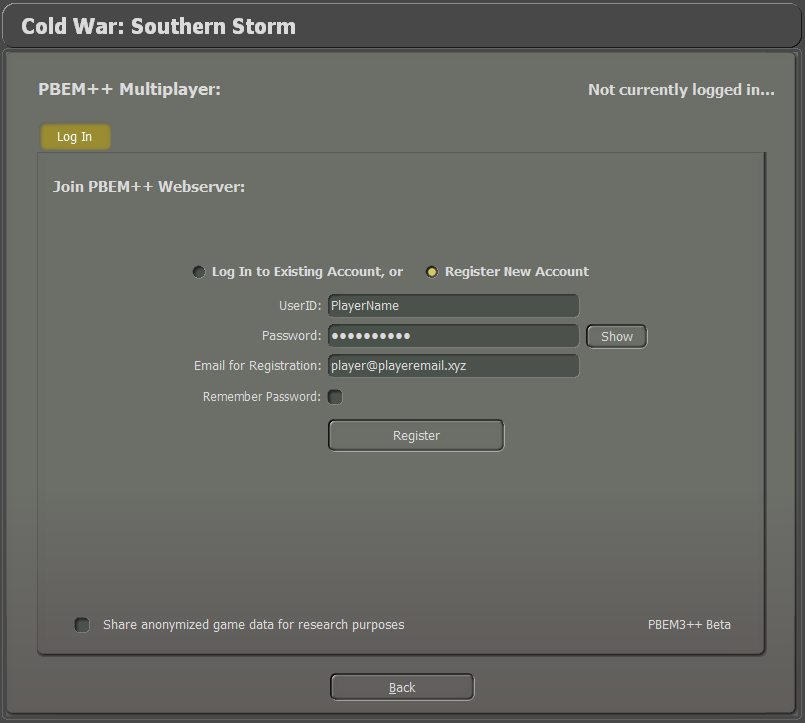 Cold War: Southern Storm
PBEM++ Multiplayer: Not currently logged in...
Log In
Join PBEM++ Webserver:
Log In to Existing Account, or Register New Account
UserID: PlayerName
Password: ●●●●●●●●●● Show
Email for Registration: player@playeremail.xyz
Remember Password:
Register
Share anonymized game data for research purposes PBEM3++ Beta
Back